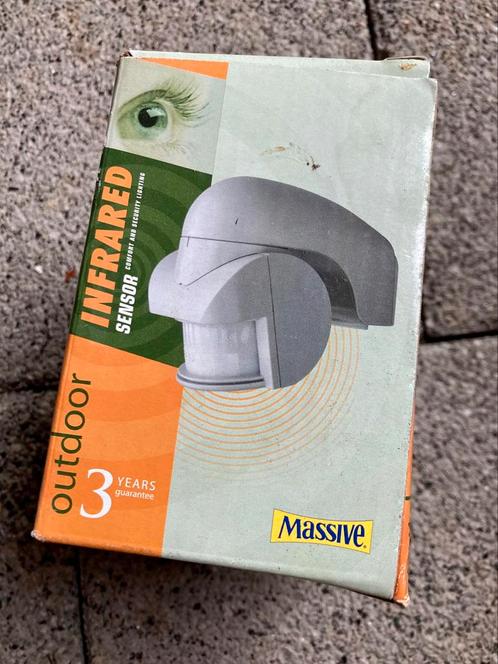 INFRARED
SENSOR COMFORT AND SECURITY LIGHTING
outdoor
3 YEARS
guarantee
Massive